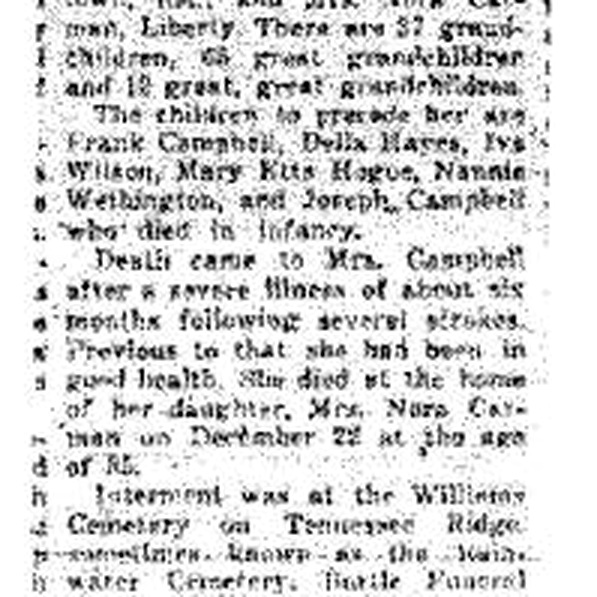 man, Liberty. There are 37 grand-
children, 65 great grandchildren
and 12 great, great grandchildren.
The children to precede her are
Frank Campbell, Della Hayes, Iva
Wilson, Mary Etta Hogue, Nannie
Wethington, and Joseph Campbell
who died in infancy.
Death came to Mrs. Campbell
after a severe illness of about six
months following several strokes.
Previous to that she had been in
good health. She died at the home
of her daughter, Mrs. Nora Car-
man on December 22 at the age
of 85.
Interment was at the Williams
Cemetery on Tennessee Ridge
sometimes known as the
water Cemetery. Funeral